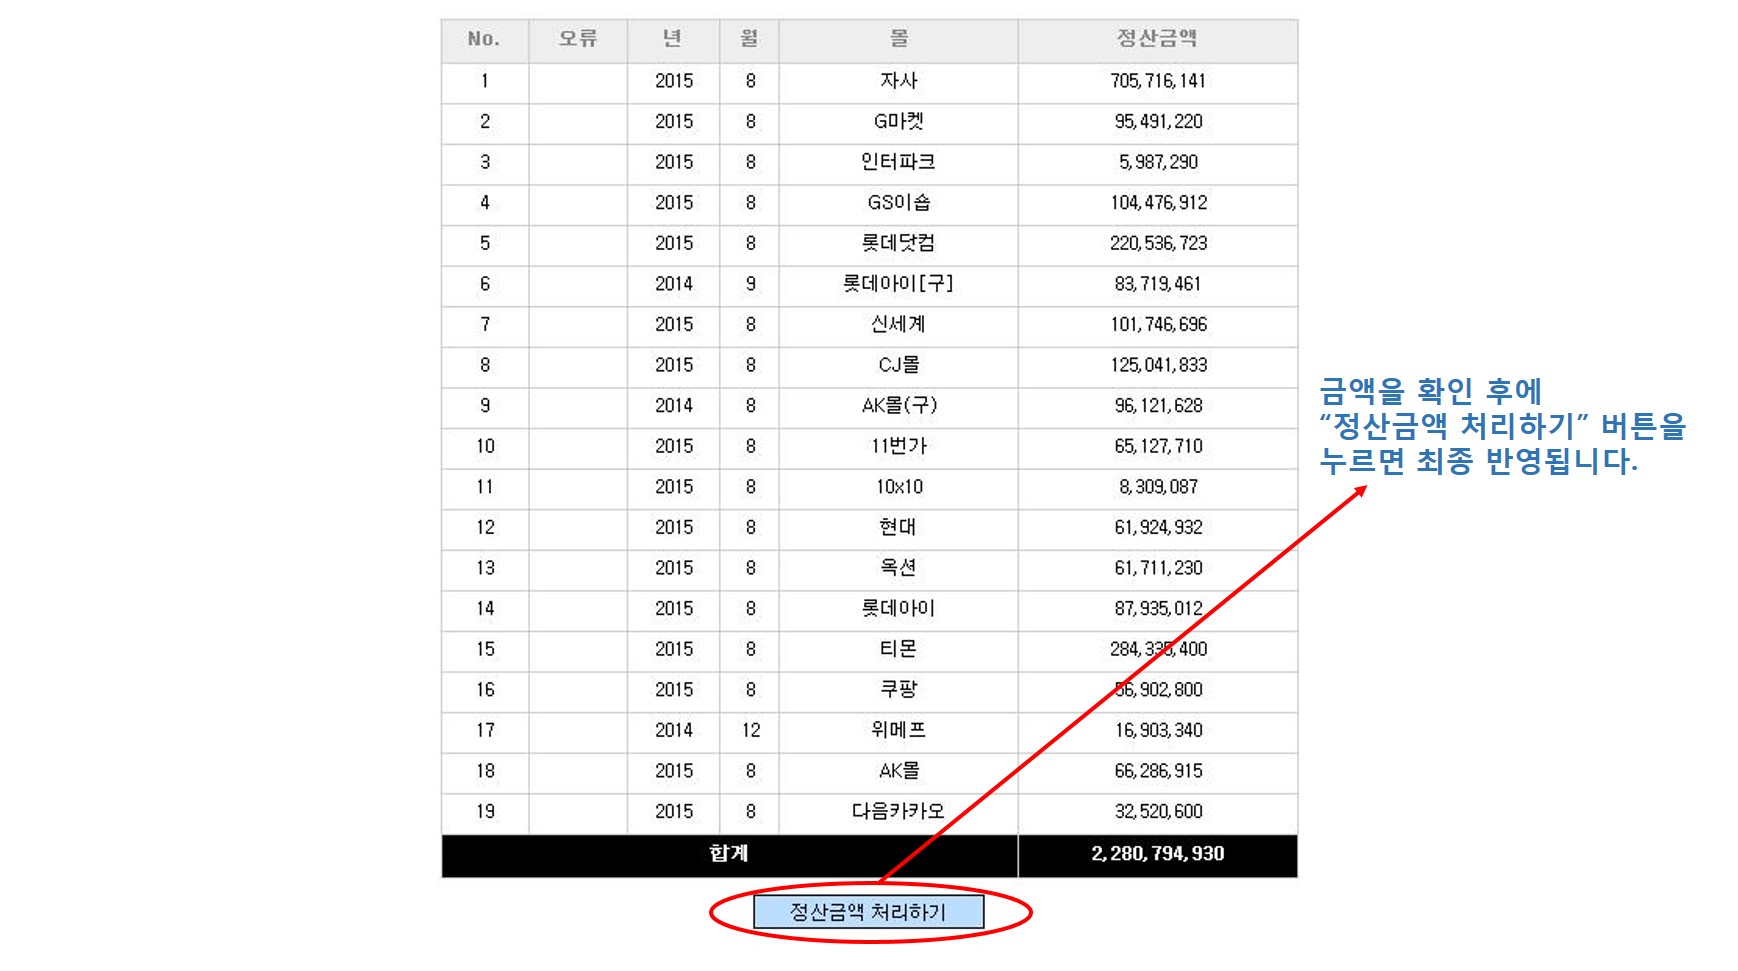 No. 오류 년 월 몰 정산금액
1 2015 8 자사 705,716,141
2 2015 8 G마켓 95,491,220
3 2015 8 인터파크 5,987,290
4 2015 8 GS이숍 104,476,912
5 2015 8 롯데닷컴 220,536,723
6 2014 9 롯데아이[구] 83,719,461
7 2015 8 신세계 101,746,696
8 2015 8 CJ몰 125,041,833
9 2014 8 AK몰(구) 96,121,628
10 2015 8 11번가 65,127,710
11 2015 8 10x10 8,309,087
12 2015 8 현대 61,924,932
13 2015 8 옥션 61,711,230
14 2015 8 롯데아이 87,935,012
15 2015 8 티몬 284,335,400
16 2015 8 쿠팡 56,902,800
17 2014 12 위메프 16,903,340
18 2015 8 AK몰 66,286,915
19 2015 8 다음카카오 32,520,600
합계 2,280,794,930
정산금액 처리하기
금액을 확인 후에
“정산금액 처리하기” 버튼을
누르면 최종 반영됩니다.